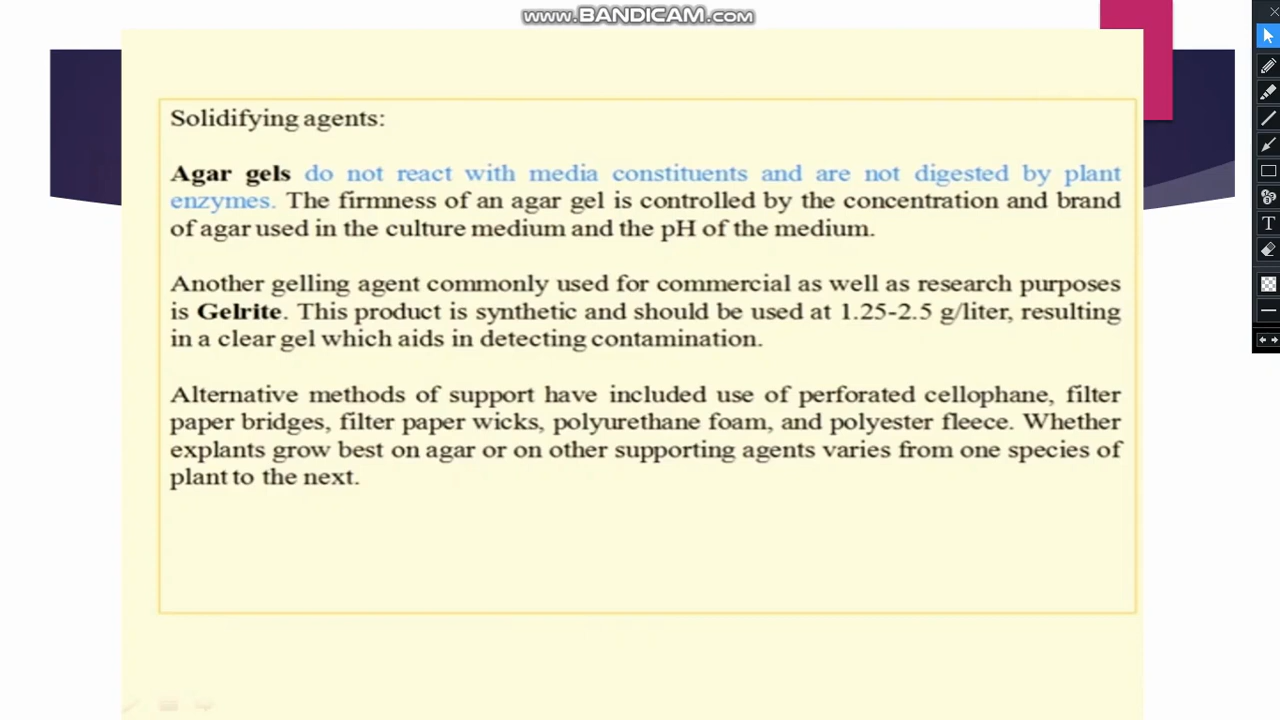 www.BANDICAM.com
Solidifying agents:
Agar gels do not react with media constituents and are not digested by plant
enzymes. The firmness of an agar gel is controlled by the concentration and brand
of agar used in the culture medium and the pH of the medium.
Another gelling agent commonly used for commercial as well as research purposes
is Gelrite. This product is synthetic and should be used at 1.25-2.5 g/liter, resulting
in a clear gel which aids in detecting contamination.
Alternative methods of support have included use of perforated cellophane, filter
paper bridges, filter paper wicks, polyurethane foam, and polyester fleece. Whether
explants grow best on agar or on other supporting agents varies from one species of
plant to the next.